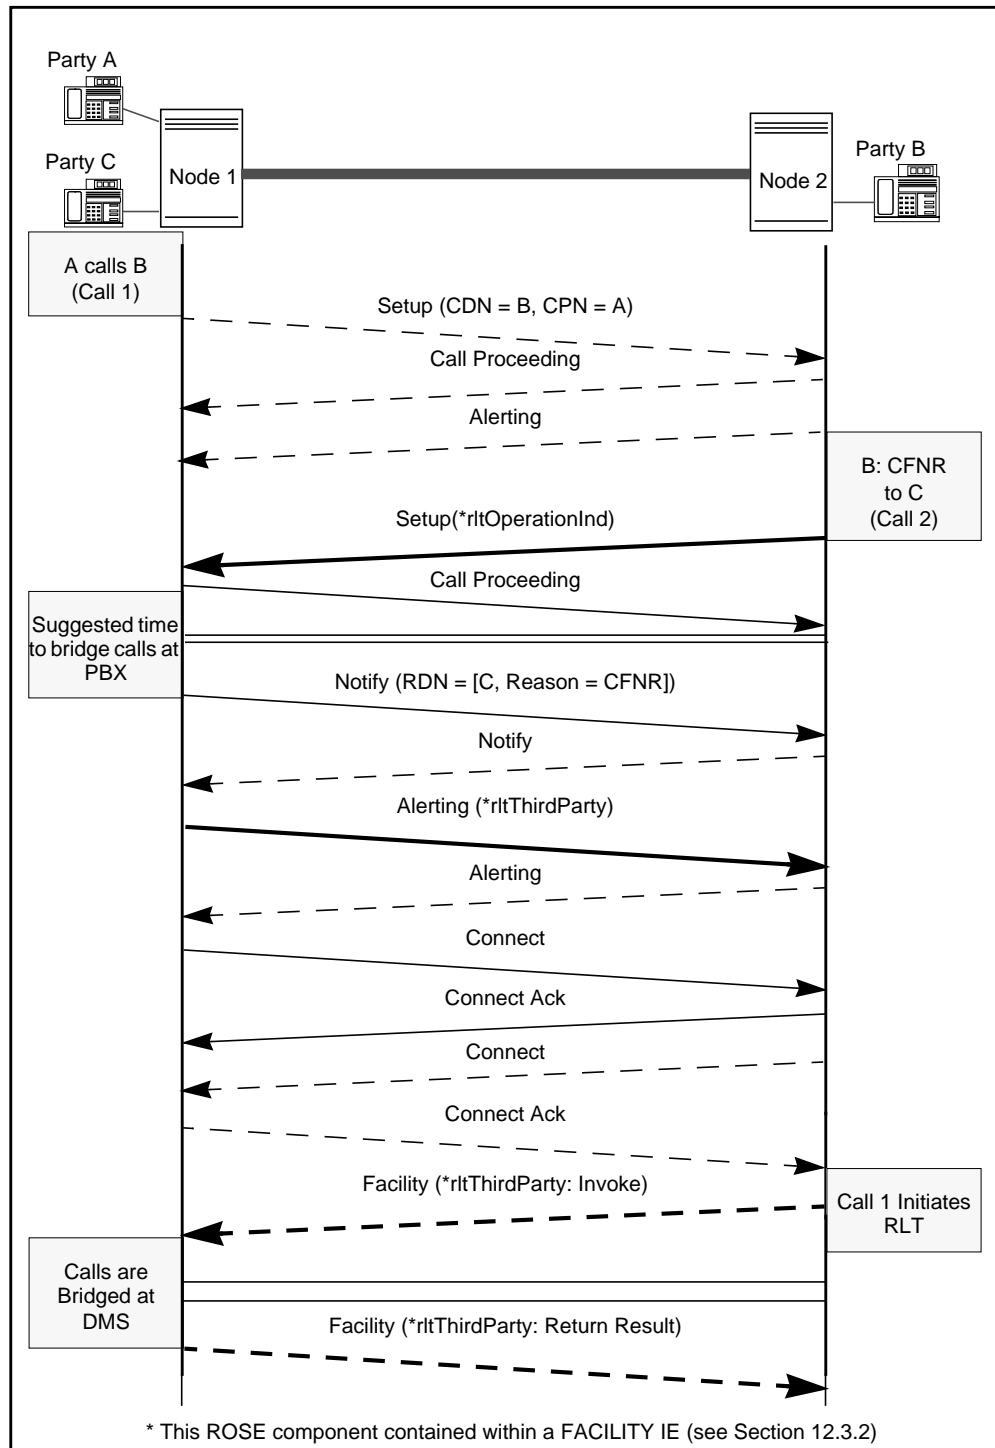 Party A
Party C
Node 1
Node 2
Party B
A calls B
(Call 1)
Setup (CDN = B, CPN = A)
Call Proceeding
Alerting
B: CFNR
to C
(Call 2)
Setup(*rltOperationInd)
Call Proceeding
Suggested time
to bridge calls at
PBX
Notify (RDN = [C, Reason = CFNR])
Notify
Alerting (*rltThirdParty)
Alerting
Connect
Connect Ack
Connect
Connect Ack
Facility (*rltThirdParty: Invoke)
Call 1 Initiates
RLT
Calls are
Bridged at
DMS
Facility (*rltThirdParty: Return Result)
* This ROSE component contained within a FACILITY IE (see Section 12.3.2)